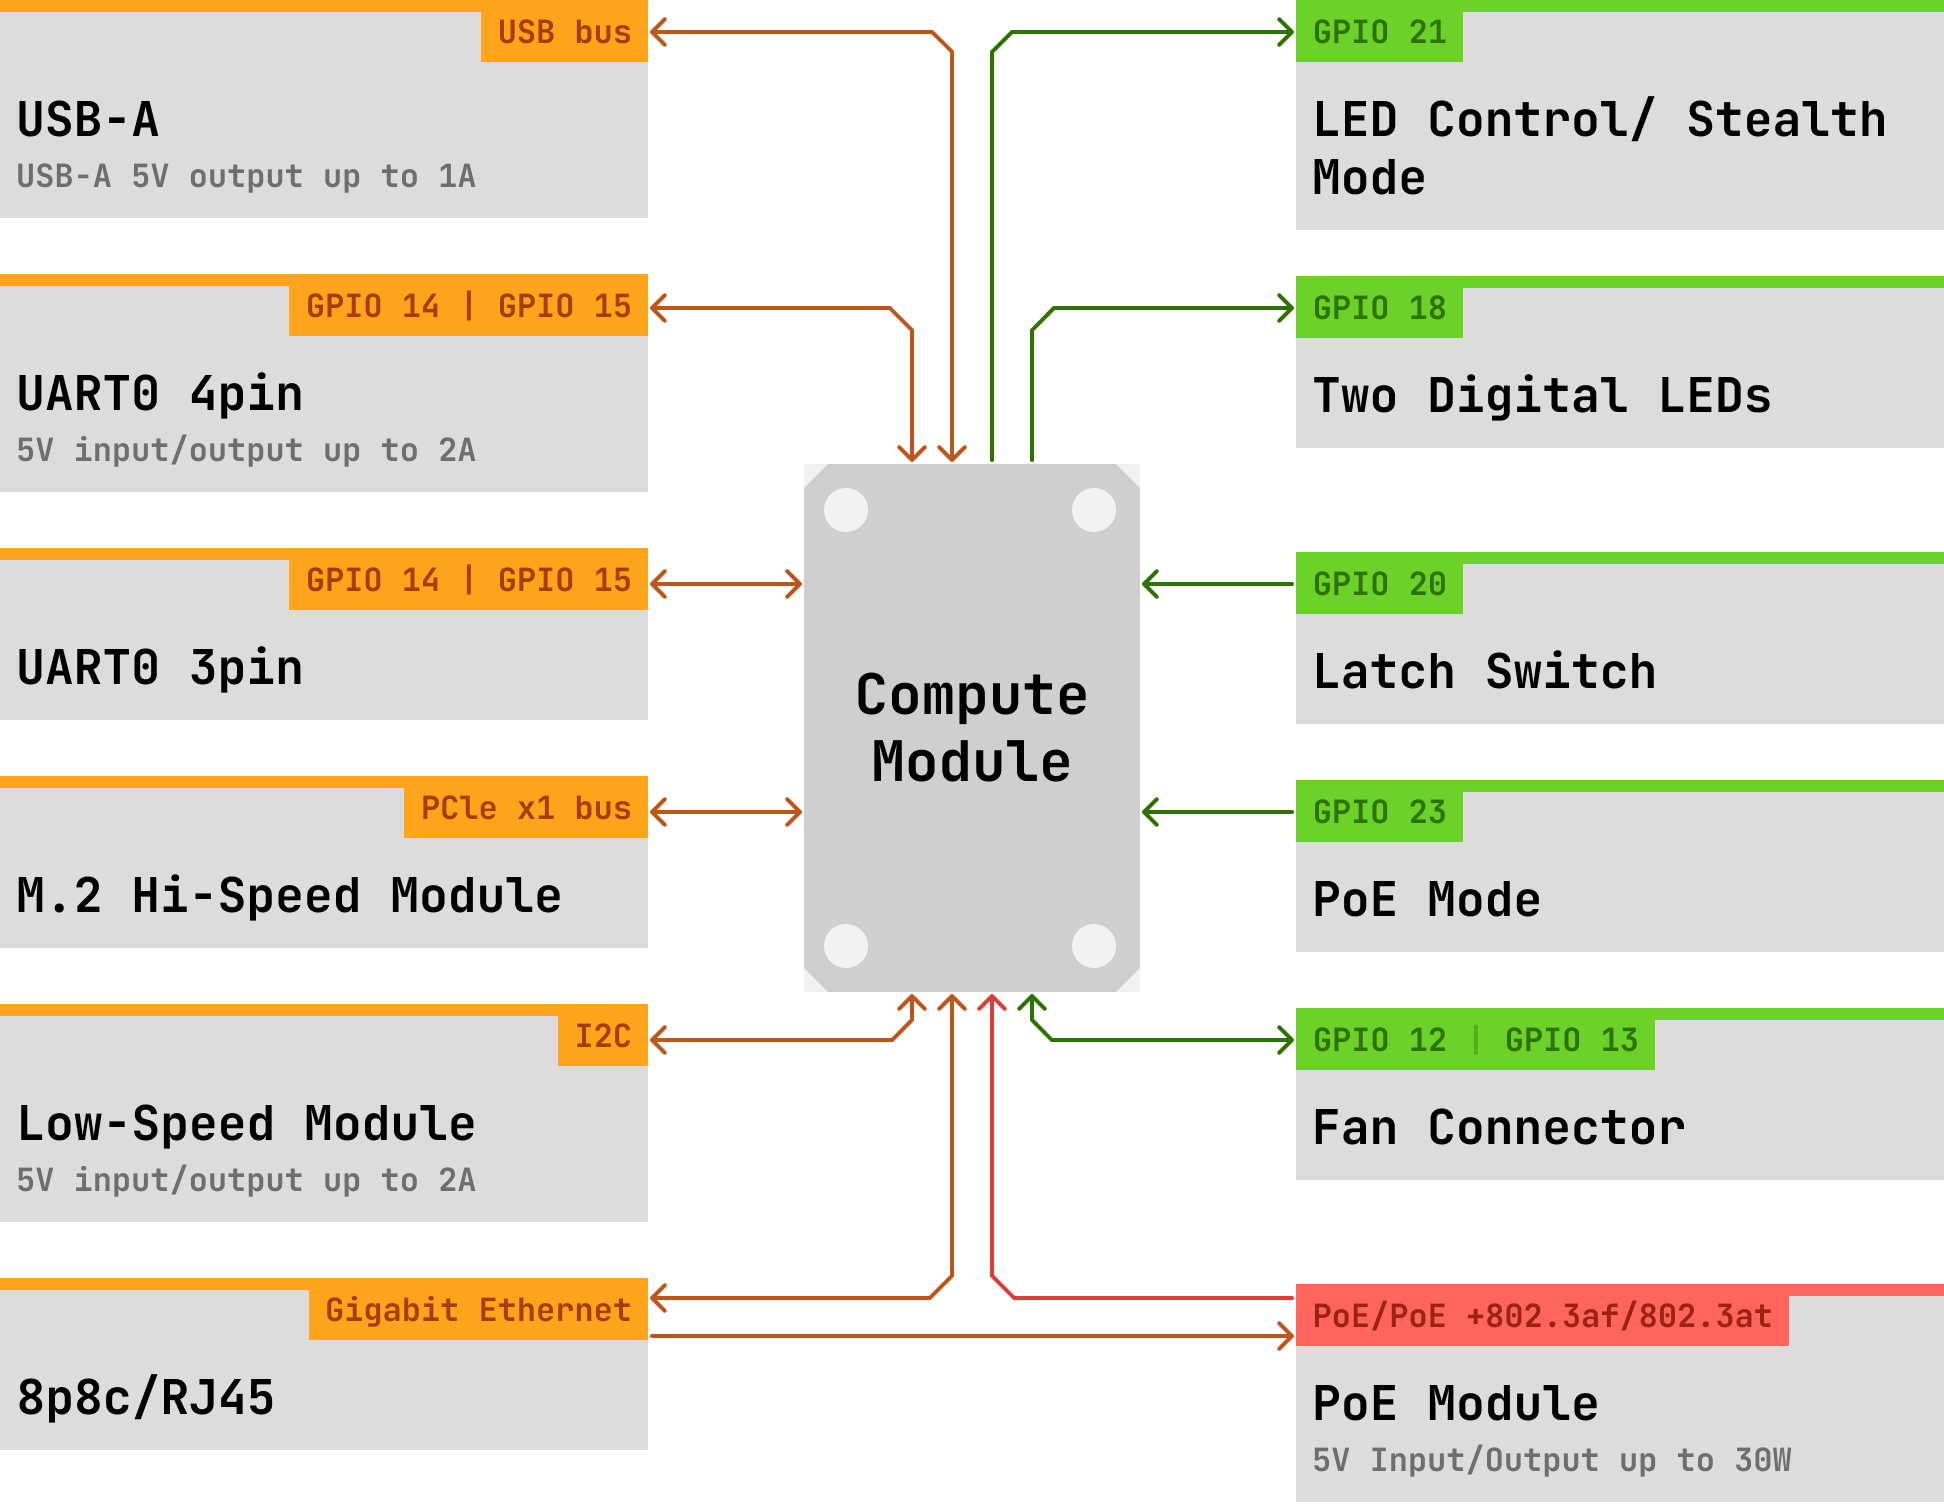 USB bus
USB-A
USB-A 5V output up to 1A
GPIO 14 | GPIO 15
UART0 4pin
5V input/output up to 2A
GPIO 14 | GPIO 15
UART0 3pin
PCle x1 bus
M.2 Hi-Speed Module
I2C
Low-Speed Module
5V input/output up to 2A
Gigabit Ethernet
8p8c/RJ45
Compute
Module
GPIO 21
LED Control/ Stealth
Mode
GPIO 18
Two Digital LEDs
GPIO 20
Latch Switch
GPIO 23
PoE Mode
GPIO 12 | GPIO 13
Fan Connector
PoE/PoE +802.3af/802.3at
PoE Module
5V Input/Output up to 30W